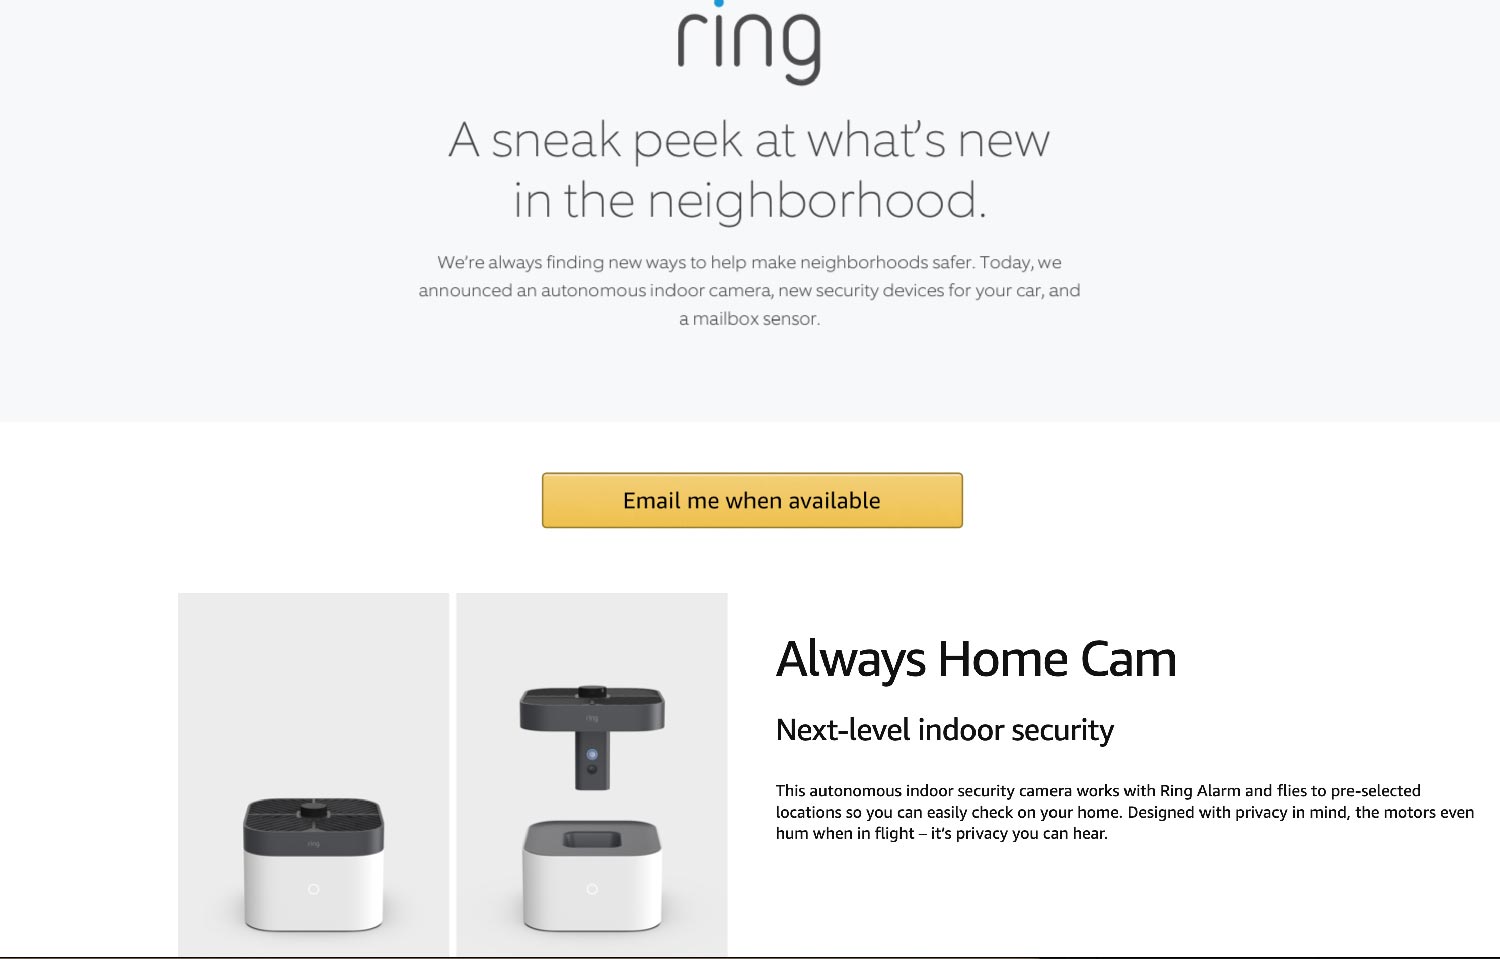 ring
A sneak peek at what's new
in the neighborhood.
We're always finding new ways to help make neighborhoods safer. Today, we
announced an autonomous indoor camera, new security devices for your car, and
a mailbox sensor.
Email me when available
ring
ring
Always Home Cam
Next-level indoor security
This autonomous indoor security camera works with Ring Alarm and flies to pre-selected
locations so you can easily check on your home. Designed with privacy in mind, the motors even
hum when in flight – it's privacy you can hear.